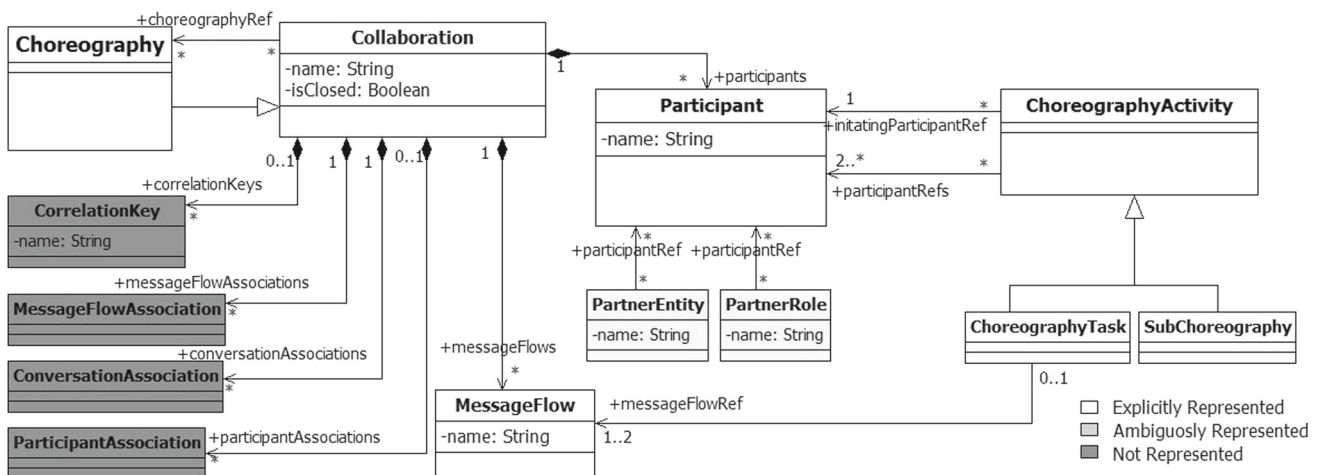 +choreographyRef
Choreography
*
*
Collaboration
-name: String
-isClosed: Boolean
1
*
+participants
Participant
-name: String
1
*
+initatingParticipantRef
2..*
*
+participantRefs
ChoreographyActivity
0..1
1
1
0..1
1
+correlationKeys
*
CorrelationKey
-name: String
+messageFlowAssociations
*
MessageFlowAssociation
+conversationAssociations
*
ConversationAssociation
+participantAssociations
*
ParticipantAssociation
+messageFlows
*
MessageFlow
-name: String
*
+participantRef
*
*
+participantRef
*
PartnerEntity
-name: String
PartnerRole
-name: String
ChoreographyTask
SubChoreography
0..1
+messageFlowRef
1..2
Explicitly Represented
Ambiguosly Represented
Not Represented